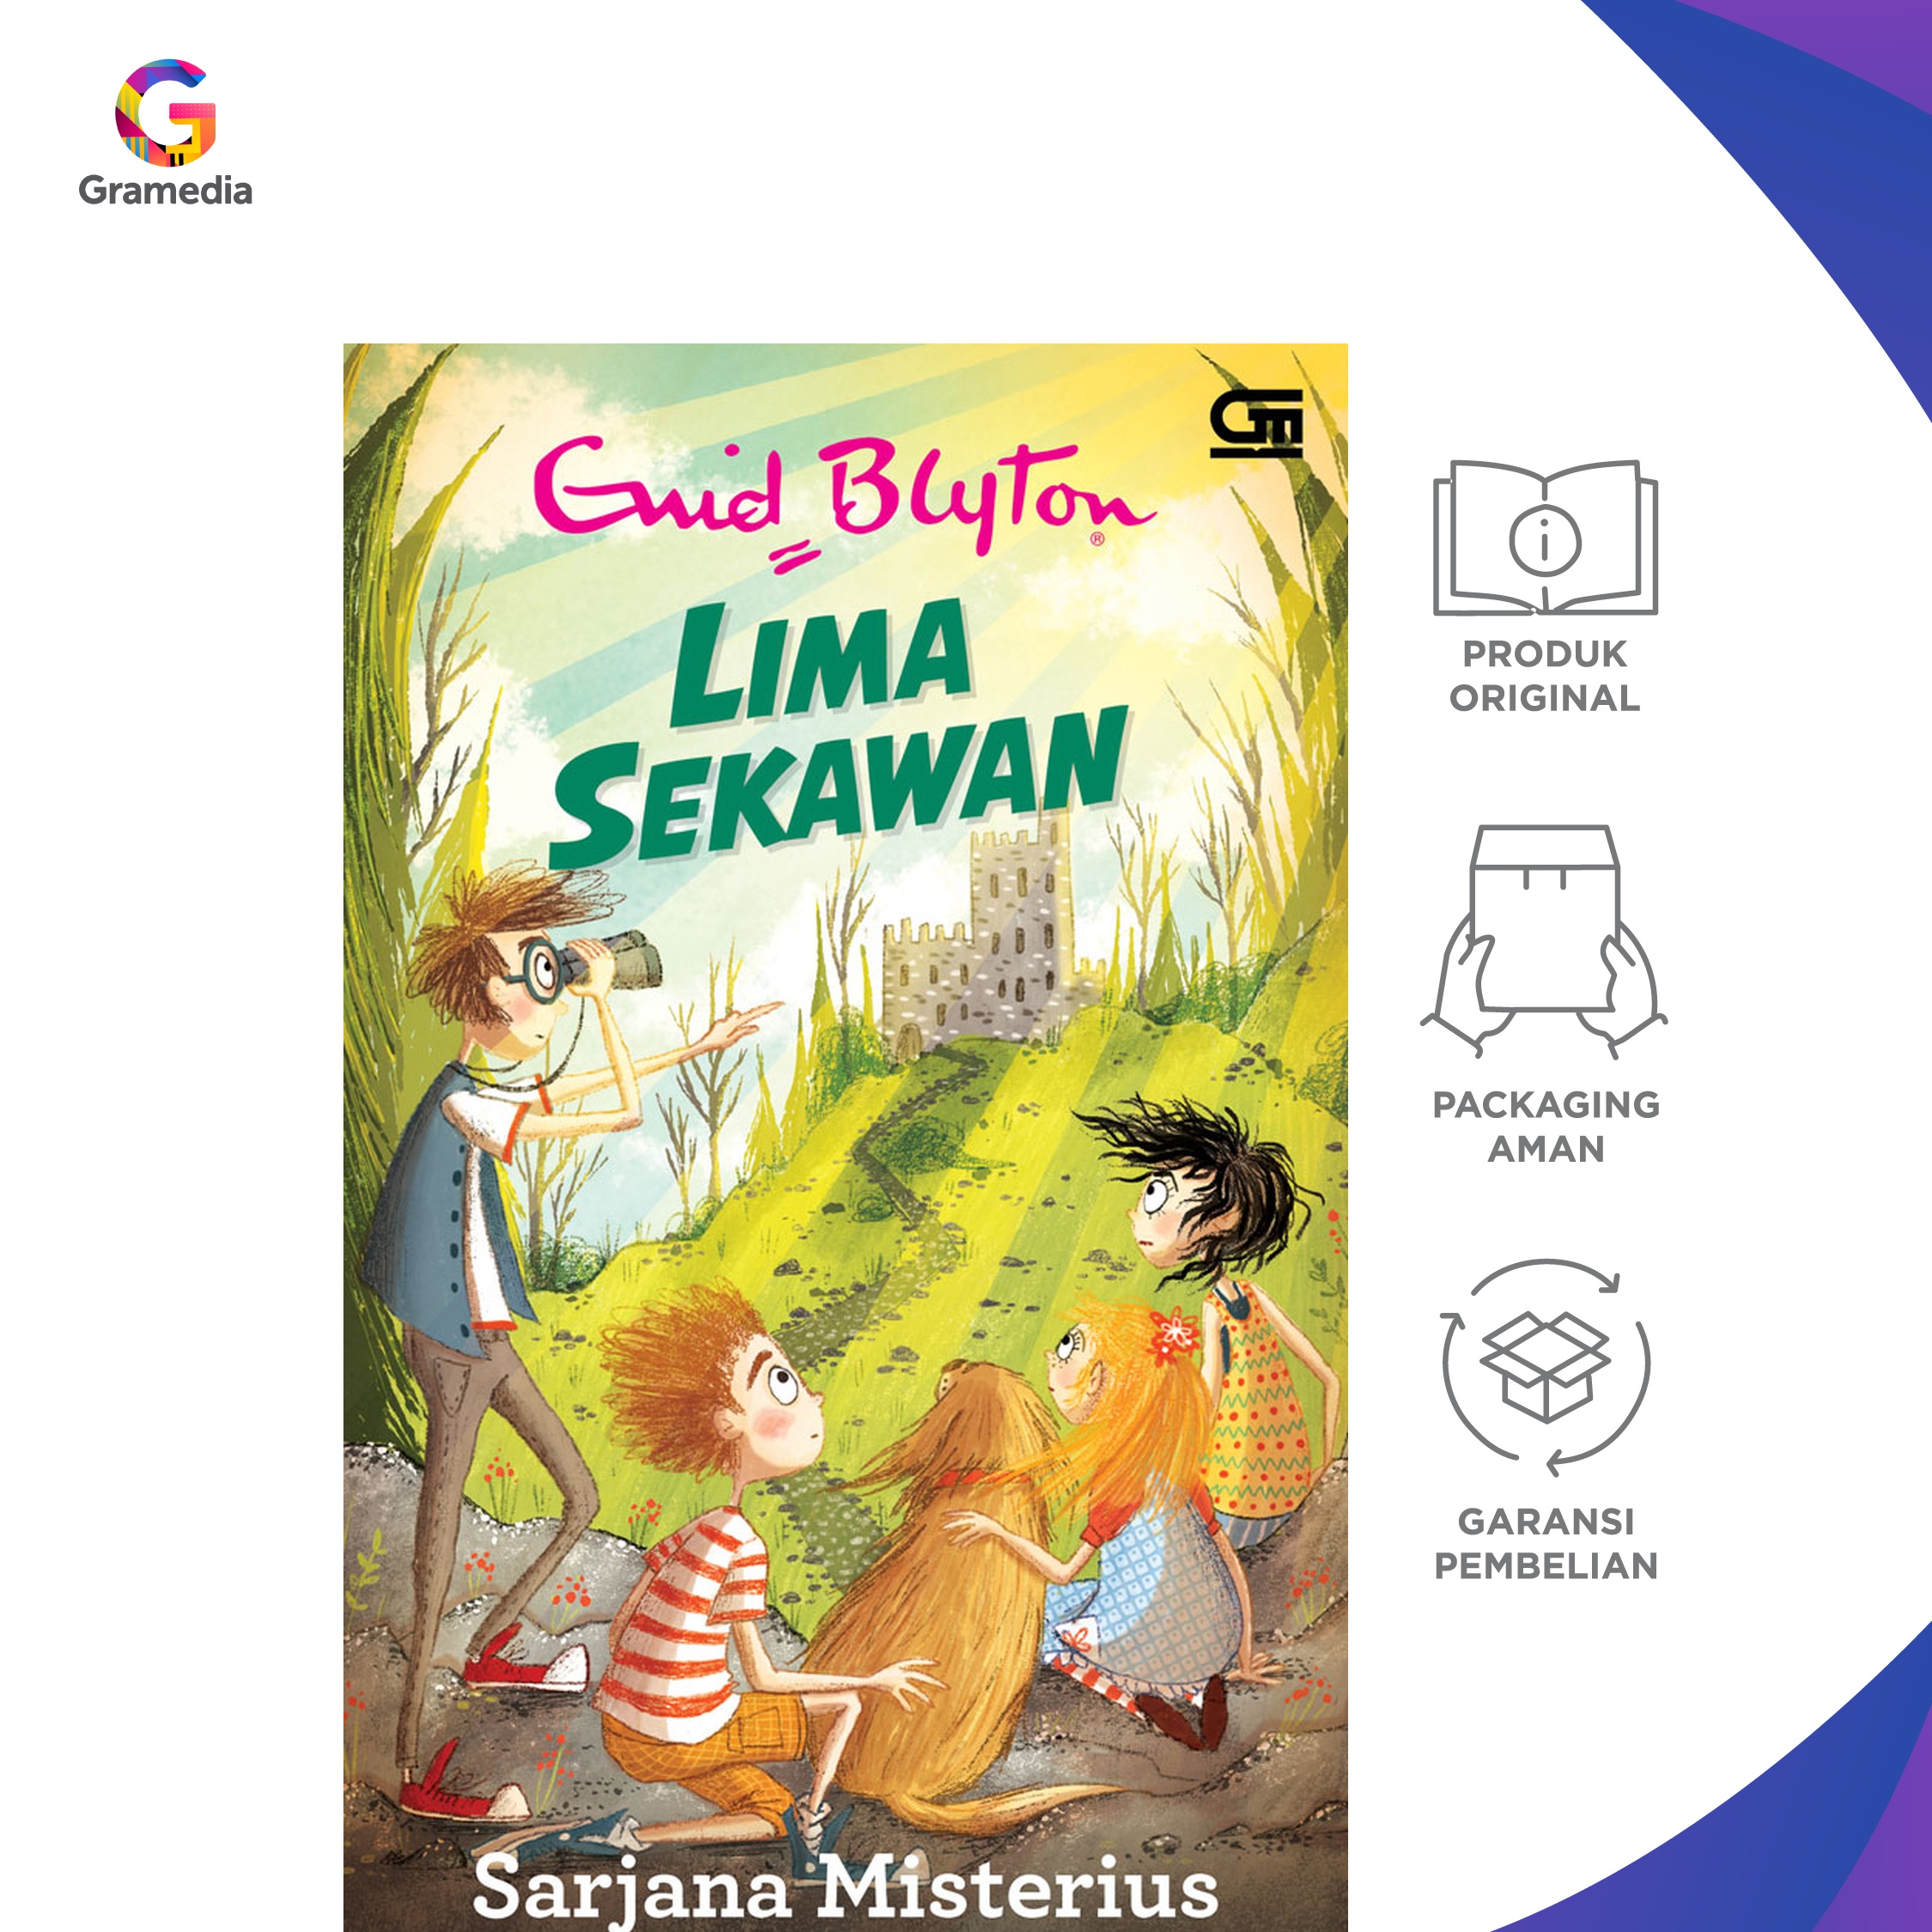 Gramedia
Enid Blyton®
LIMA
SEKAWAN
Sarjana Misterius
PRODUK
ORIGINAL
PACKAGING
AMAN
GARANSI
PEMBELIAN